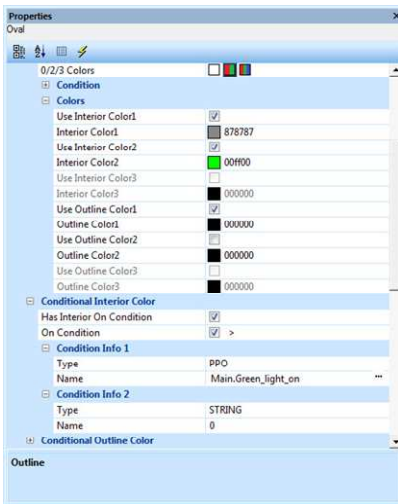 Properties
Oval
0/2/3 Colors
Condition
Colors
Use Interior Color1
Interior Color1 878787
Use Interior Color2
Interior Color2 00ff00
Use Interior Color3
Interior Color3 000000
Use Outline Color1
Outline Color1 000000
Use Outline Color2
Outline Color2 000000
Use Outline Color3
Outline Color3 000000
Conditional Interior Color
Has Interior On Condition
On Condition >
Condition Info 1
Type PPO
Name Main.Green_light_on ...
Condition Info 2
Type STRING
Name 0
Conditional Outline Color
Outline